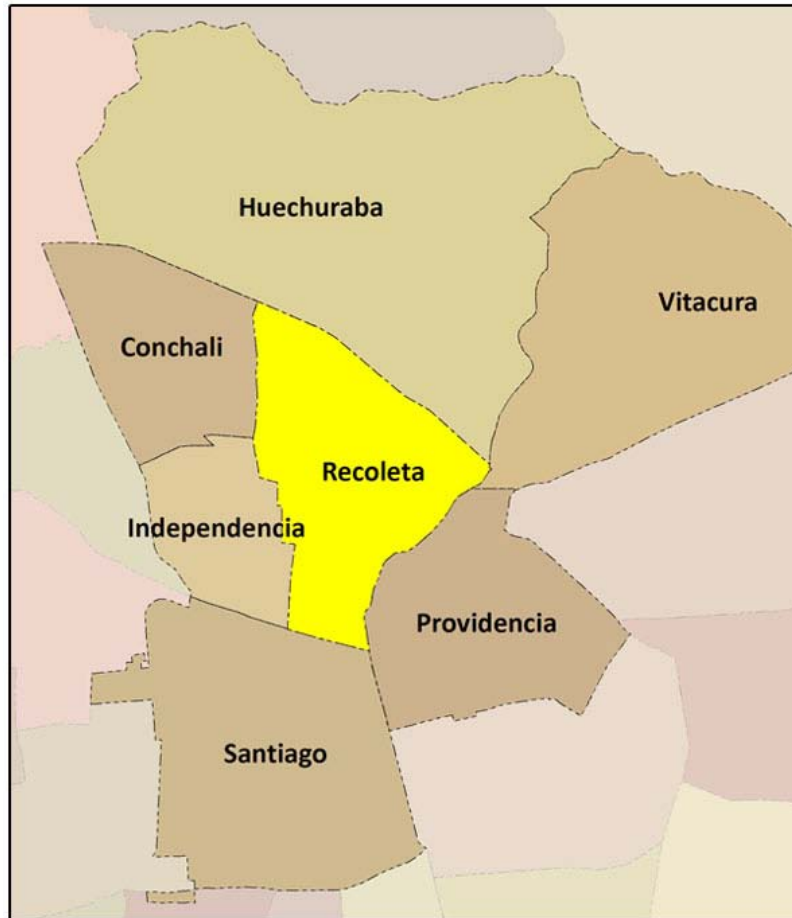 Huechuraba
Vitacura
Conchali
Recoleta
Independencia
Providencia
Santiago